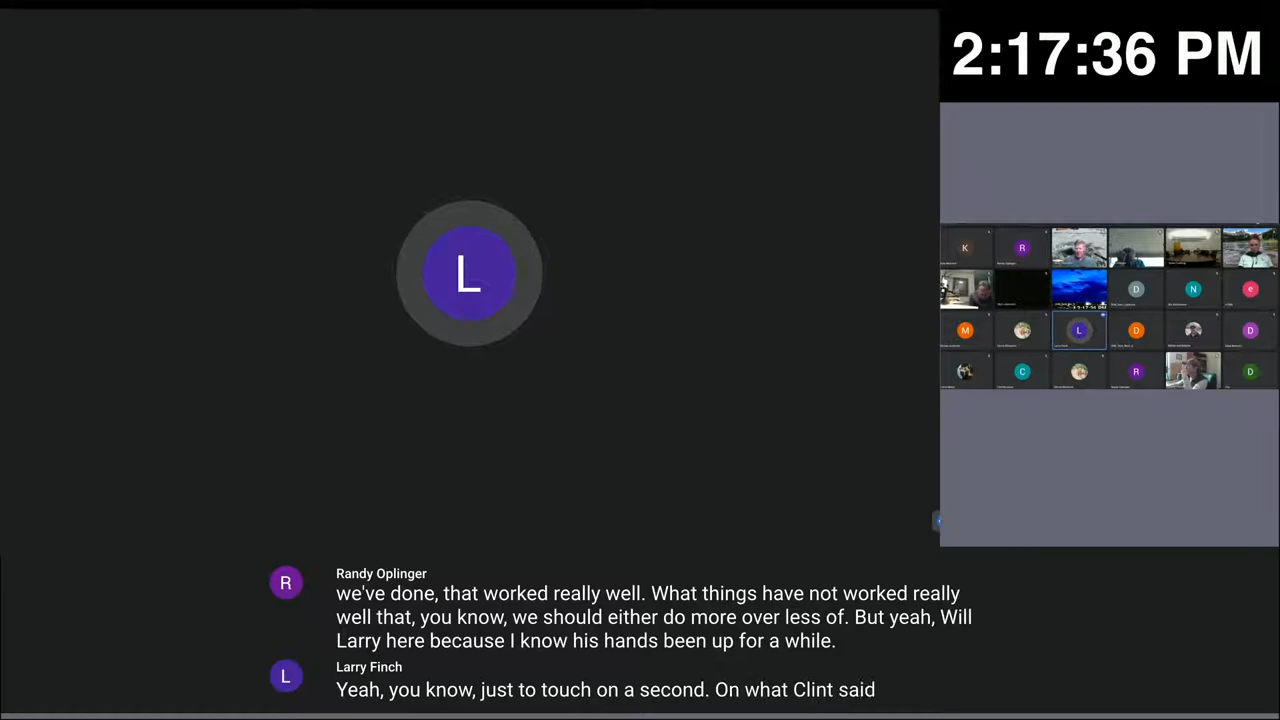 2:17:36 PM
L
K
R
D
N
e
M
L
D
D
C
R
D
R
Randy Oplinger
we've done, that worked really well. What things have not worked really
well that, you know, we should either do more over less of. But yeah, Will
Larry here because I know his hands been up for a while.
L
Larry Finch
Yeah, you know, just to touch on a second. On what Clint said